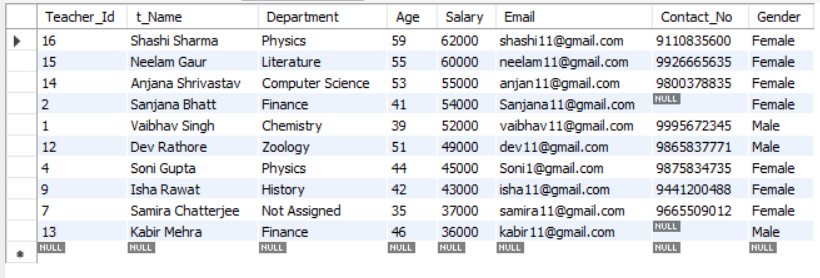 Teacher_Id t_Name Department Age Salary Email Contact_No Gender
16 Shashi Sharma Physics 59 62000 shashi11@gmail.com 9110835600 Female
15 Neelam Gaur Literature 55 60000 neelam11@gmail.com 9926665635 Female
14 Anjana Shrivastav Computer Science 53 55000 anjan11@gmail.com 9800378835 Female
2 Sanjana Bhatt Finance 41 54000 Sanjana11@gmail.com NULL Female
1 Vaibhav Singh Chemistry 39 52000 vaibhav11@gmail.com 9995672345 Male
12 Dev Rathore Zoology 51 49000 dev11@gmail.com 9865837771 Male
4 Soni Gupta Physics 44 45000 Soni1@gmail.com 9875834735 Female
9 Isha Rawat History 42 43000 isha11@gmail.com 9441200488 Female
7 Samira Chatterjee Not Assigned 35 37000 samira11@gmail.com 9665509012 Female
13 Kabir Mehra Finance 46 36000 kabir11@gmail.com NULL Male
NULL NULL NULL NULL NULL NULL NULL NULL